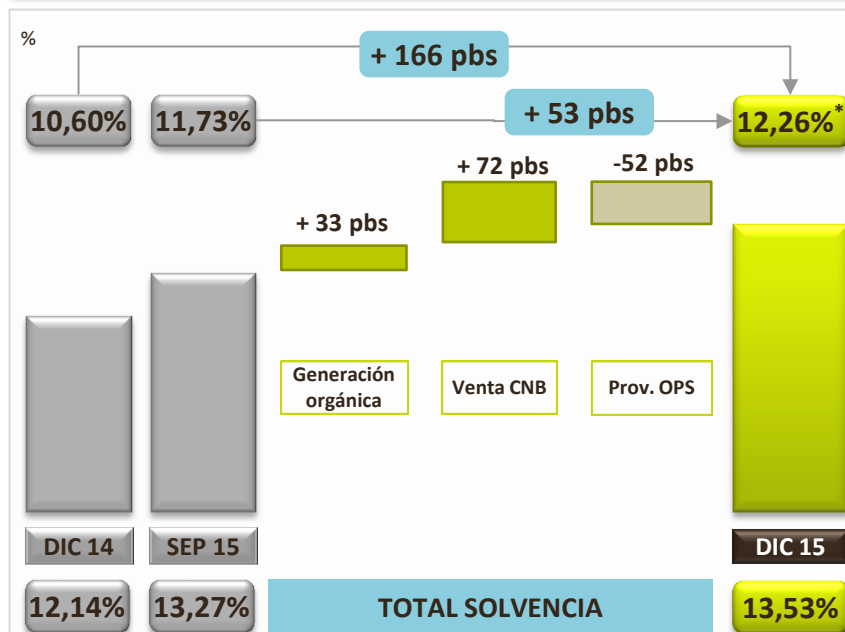 %
+ 166 pbs
10,60%
11,73%
+ 53 pbs
12,26%*
+ 33 pbs
+ 72 pbs
-52 pbs
Generación
orgánica
Venta CNB
Prov. OPS
DIC 14
SEP 15
DIC 15
12,14%
13,27%
TOTAL SOLVENCIA
13,53%